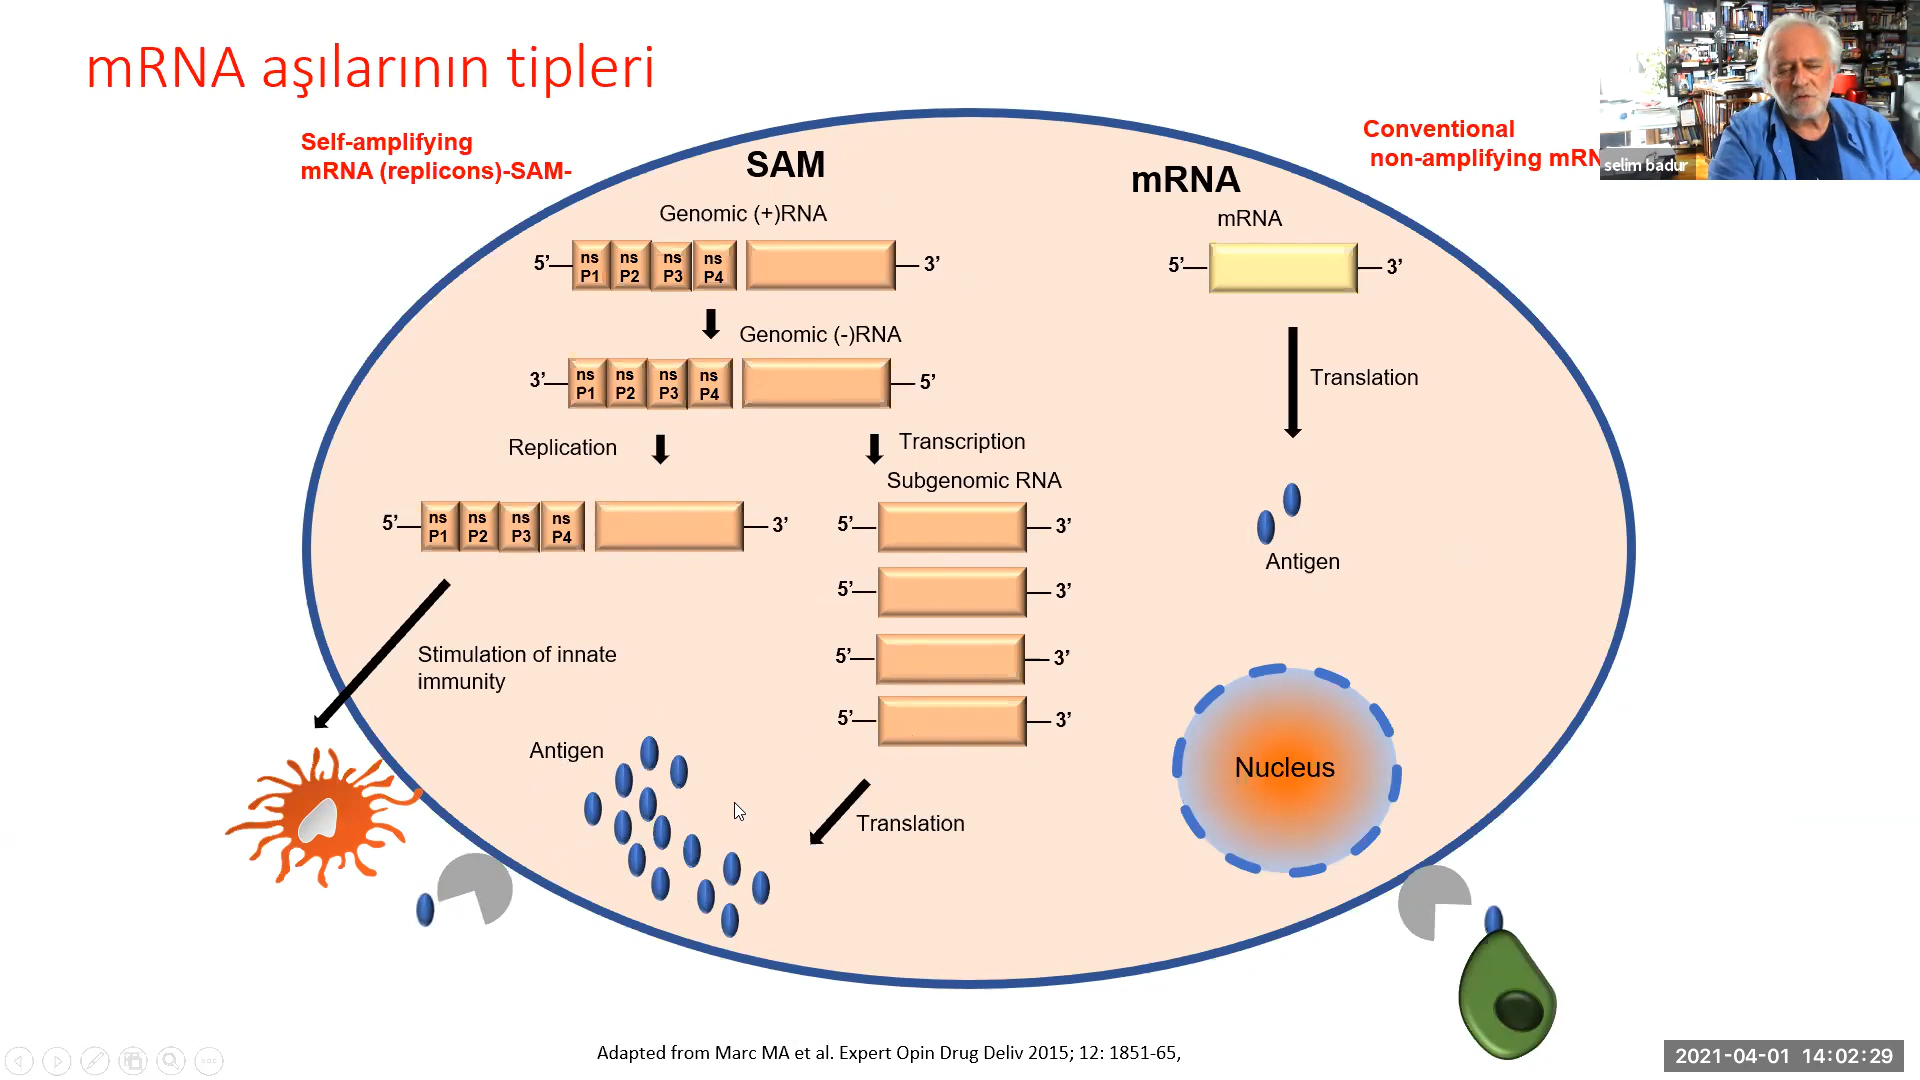 mRNA aşılarının tipleri
Self-amplifying
mRNA (replicons)-SAM-
SAM
Genomic (+)RNA
5’ ns P1 ns P2 ns P3 ns P4 3’
Genomic (-)RNA
3’ ns P1 ns P2 ns P3 ns P4 5’
Replication
Transcription
Subgenomic RNA
5’ ns P1 ns P2 ns P3 ns P4 3’
5’ 3’
5’ 3’
5’ 3’
5’ 3’
Stimulation of innate
immunity
Antigen
Translation
Conventional
non-amplifying mRN
mRNA
mRNA
5’ 3’
Translation
Antigen
Nucleus
selim badur
Adapted from Marc MA et al. Expert Opin Drug Deliv 2015; 12: 1851-65,
2021-04-01 14:02:29